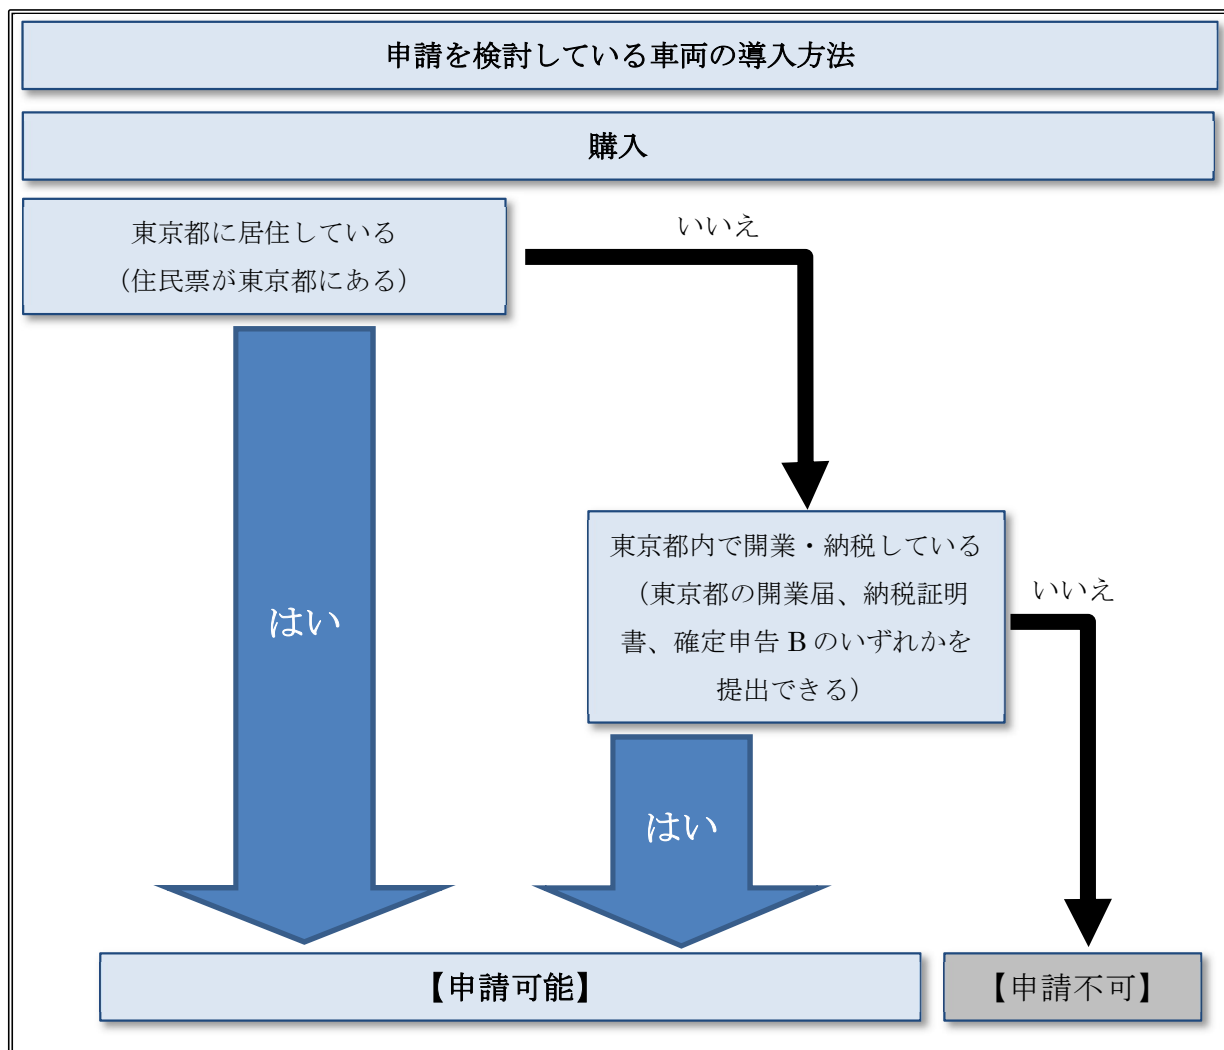 申請を検討している車両の導入方法
購入
東京都に居住している
（住民票が東京都にある）
いいえ
東京都内で開業・納税している
（東京都の開業届、納税証明
書、確定申告 B のいずれかを
提出できる）
いいえ
はい
はい
【申請可能】
【申請不可】